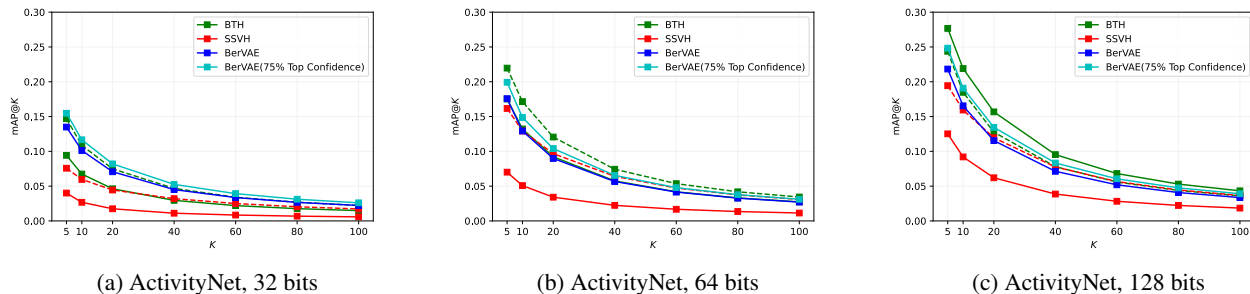 0.30
0.25
0.20
0.15
0.10
0.05
0.00
mAP@K
5 10 20 40 60 80 100
K
BTH
SSVH
BerVAE
BerVAE(75% Top Confidence)
(a) ActivityNet, 32 bits
0.30
0.25
0.20
0.15
0.10
0.05
0.00
mAP@K
5 10 20 40 60 80 100
K
BTH
SSVH
BerVAE
BerVAE(75% Top Confidence)
(b) ActivityNet, 64 bits
0.30
0.25
0.20
0.15
0.10
0.05
0.00
mAP@K
5 10 20 40 60 80 100
K
BTH
SSVH
BerVAE
BerVAE(75% Top Confidence)
(c) ActivityNet, 128 bits